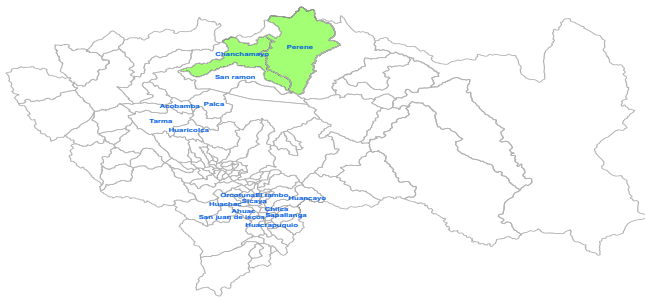 Perene
Chanchamayo
San ramon
Acobamba
Palca
Tarma
Huaricolca
Orcotuna
El tambo
Huancayo
Sicaya
Huachac
Chilca
Ahuac
San juan de iscos
Sapallanga
Huacrapuquio